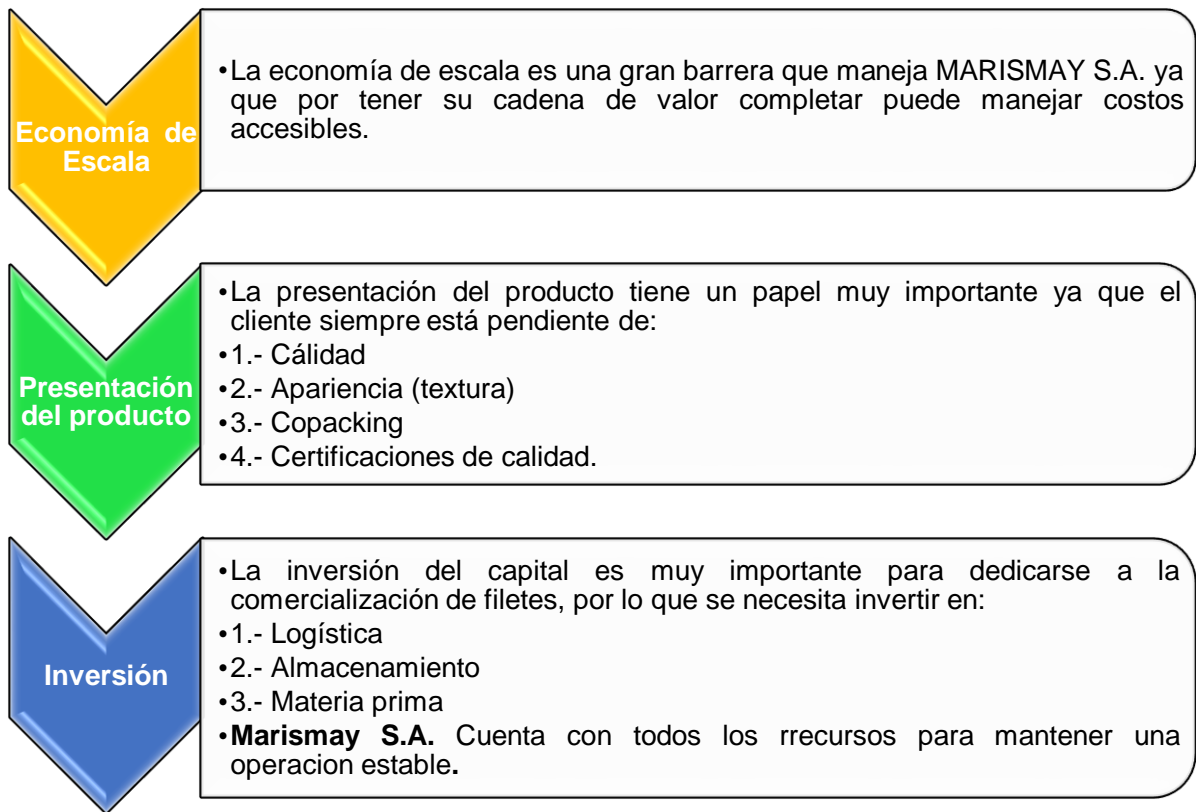 Economía de
Escala
•La economía de escala es una gran barrera que maneja MARISMAY S.A. ya
que por tener su cadena de valor completar puede manejar costos
accesibles.
Presentación
del producto
•La presentación del producto tiene un papel muy importante ya que el
cliente siempre está pendiente de:
•1.- Cálidad
•2.- Apariencia (textura)
•3.- Copacking
•4.- Certificaciones de calidad.
Inversión
•La inversión del capital es muy importante para dedicarse a la
comercialización de filetes, por lo que se necesita invertir en:
•1.- Logística
•2.- Almacenamiento
•3.- Materia prima
•Marismay S.A. Cuenta con todos los rrecursos para mantener una
operacion estable.